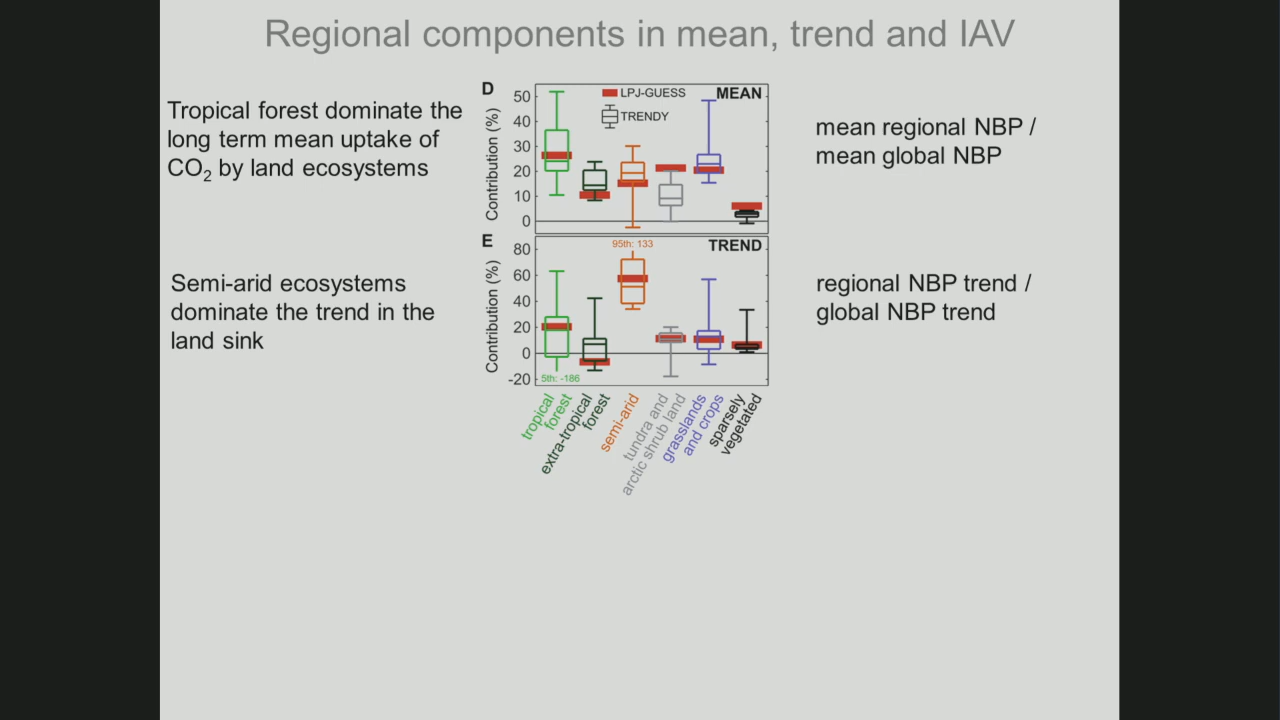 Regional components in mean, trend and IAV
Tropical forest dominate the
long term mean uptake of
CO₂ by land ecosystems
D
LPJ-GUESS
TRENDY
MEAN
Contribution (%)
50
40
30
20
10
0
mean regional NBP /
mean global NBP
Semi-arid ecosystems
dominate the trend in the
land sink
E
95th: 133
TREND
Contribution (%)
80
60
40
20
0
-20
5th: -186
regional NBP trend /
global NBP trend
tropical
forest
extra-tropical
forest
semi-arid
tundra and
arctic shrub land
grasslands
and crops
sparsely
vegetated